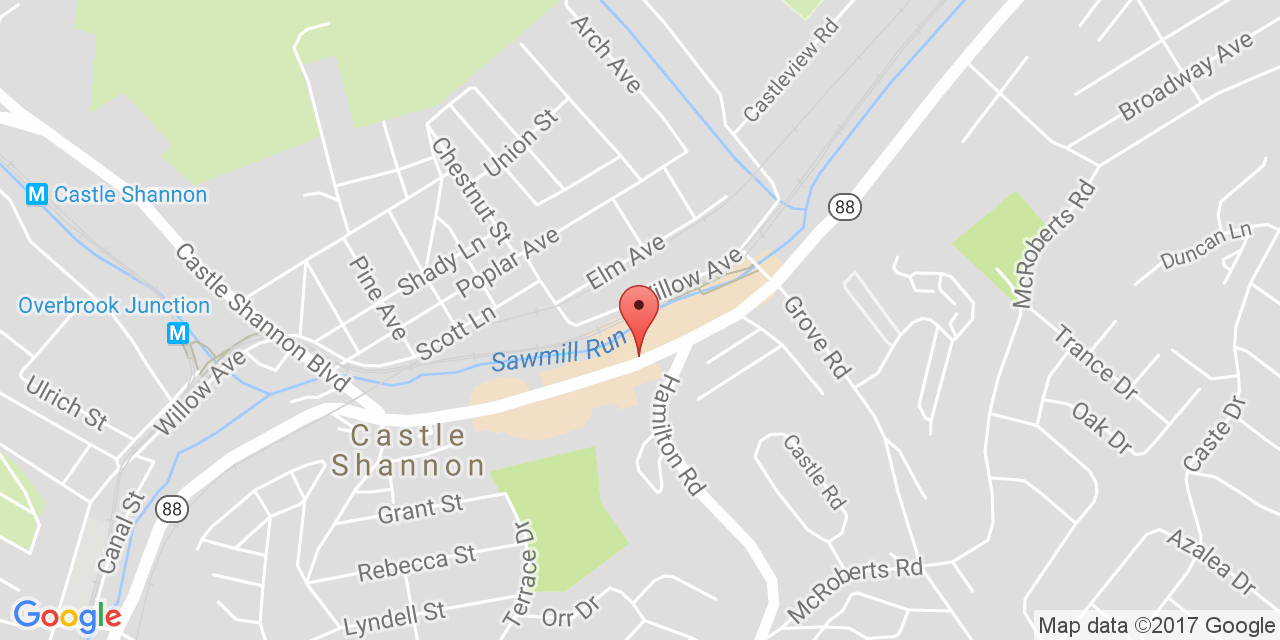 Arch Ave
Castleview Rd
Broadway Ave
Union St
Chestnut St
M Castle Shannon
88
McRoberts Rd
Duncan Ln
Shady Ln
Poplar Ave
Elm Ave
Willow Ave
Castle Shannon Blvd
Pine Ave
Overbrook Junction
M
Scott Ln
Sawmill Run
Grove Rd
Trance Dr
Willow Ave
Ulrich St
Hamilton Rd
Oak Dr
Caste Dr
Castle
Shannon
Castle Rd
88
Canal St
Grant St
Terrace Dr
Rebecca St
Azalea Dr
McRoberts Rd
Lyndell St
Orr Dr
Google
Map data ©2017 Google